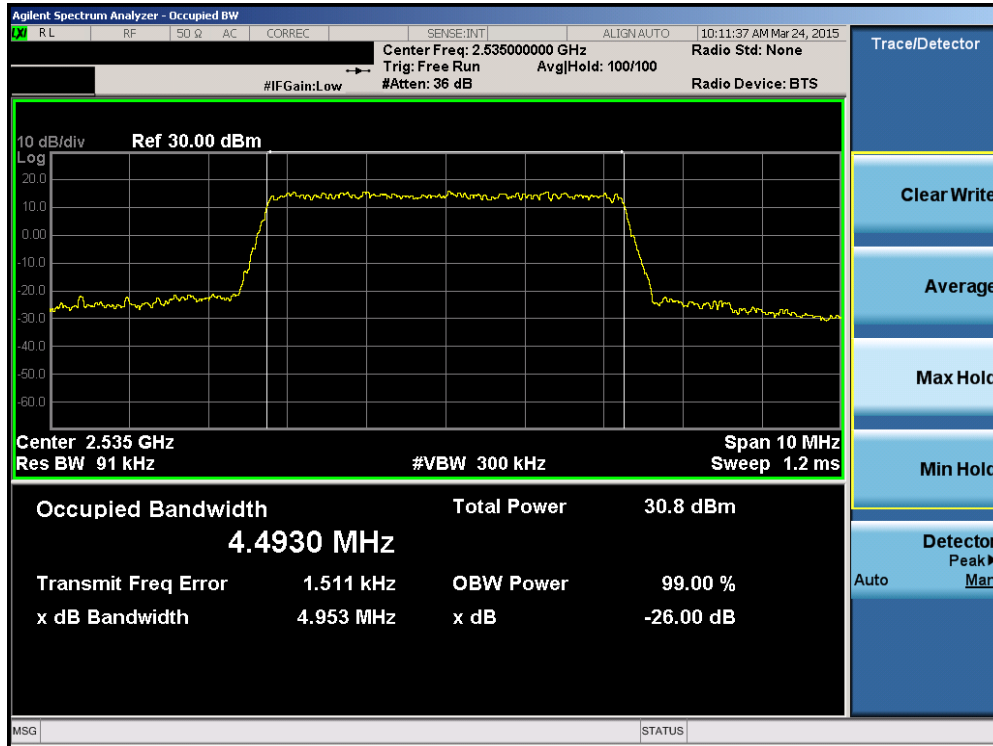 Agilent Spectrum Analyzer - Occupied BW
LXI RL RF 50 Ω AC CORREC SENSE:INT ALIGN AUTO 10:11:37 AM Mar 24, 2015
Center Freq: 2.535000000 GHz Radio Std: None
Trig: Free Run Avg|Hold: 100/100
#IFGain:Low #Atten: 36 dB Radio Device: BTS
10 dB/div Ref 30.00 dBm
Log
20.0
10.0
0.00
-10.0
-20.0
-30.0
-40.0
-50.0
-60.0
Center 2.535 GHz Span 10 MHz
Res BW 91 kHz #VBW 300 kHz Sweep 1.2 ms
Occupied Bandwidth Total Power 30.8 dBm
4.4930 MHz
Transmit Freq Error 1.511 kHz OBW Power 99.00 %
x dB Bandwidth 4.953 MHz x dB -26.00 dB
MSG STATUS
Trace/Detector
Clear Write
Average
Max Hold
Min Hold
Detector
Peak▶
Auto Man